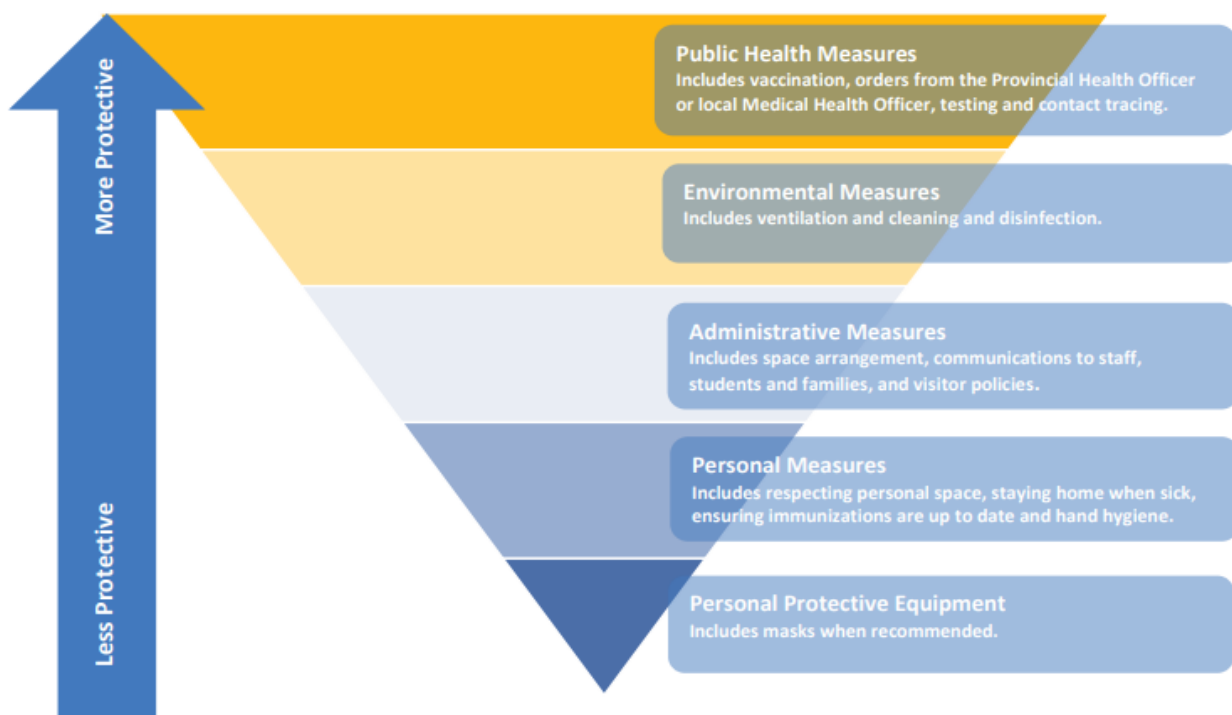 More Protective
Less Protective
Public Health Measures
Includes vaccination, orders from the Provincial Health Officer
or local Medical Health Officer, testing and contact tracing.
Environmental Measures
Includes ventilation and cleaning and disinfection.
Administrative Measures
Includes space arrangement, communications to staff,
students and families, and visitor policies.
Personal Measures
Includes respecting personal space, staying home when sick,
ensuring immunizations are up to date and hand hygiene.
Personal Protective Equipment
Includes masks when recommended.